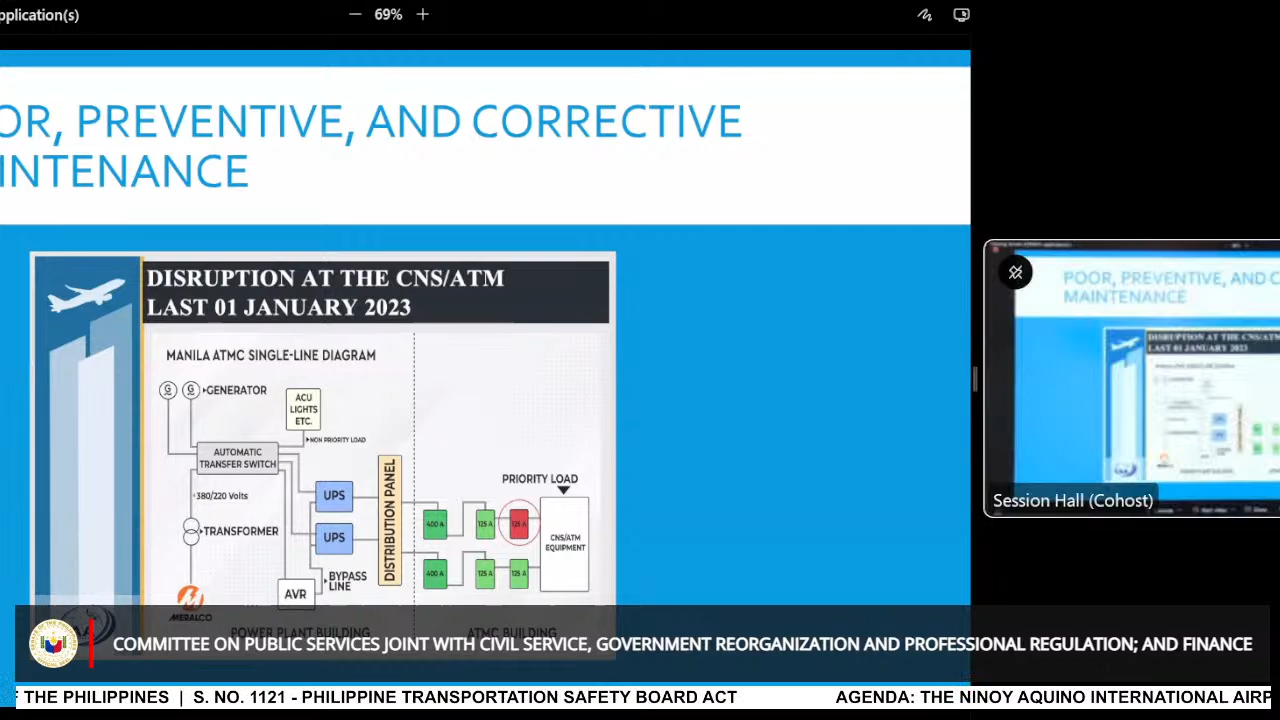 pplication(s)
69%
OOR, PREVENTIVE, AND CORRECTIVE
INTENANCE
DISRUPTION AT THE CNS/ATM
LAST 01 JANUARY 2023
MANILA ATMC SINGLE-LINE DIAGRAM
G
G
GENERATOR
ACU
LIGHTS
ETC.
NON PRIORITY LOAD
AUTOMATIC
TRANSFER SWITCH
380/220 Volts
TRANSFORMER
UPS
UPS
AVR
BYPASS
LINE
MERALCO
DISTRIBUTION PANEL
PRIORITY LOAD
400 A
125 A
125 A
400 A
125 A
125 A
CNS/ATM
EQUIPMENT
POWER PLANT BUILDING
ATMC BUILDING
POOR, PREVENTIVE, AND C
MAINTENANCE
DISRUPTION AT THE CNS/ATM
LAST 01 JANUARY 2023
Session Hall (Cohost)
COMMITTEE ON PUBLIC SERVICES JOINT WITH CIVIL SERVICE, GOVERNMENT REORGANIZATION AND PROFESSIONAL REGULATION; AND FINANCE
F THE PHILIPPINES | S. NO. 1121 - PHILIPPINE TRANSPORTATION SAFETY BOARD ACT AGENDA: THE NINOY AQUINO INTERNATIONAL AIRP